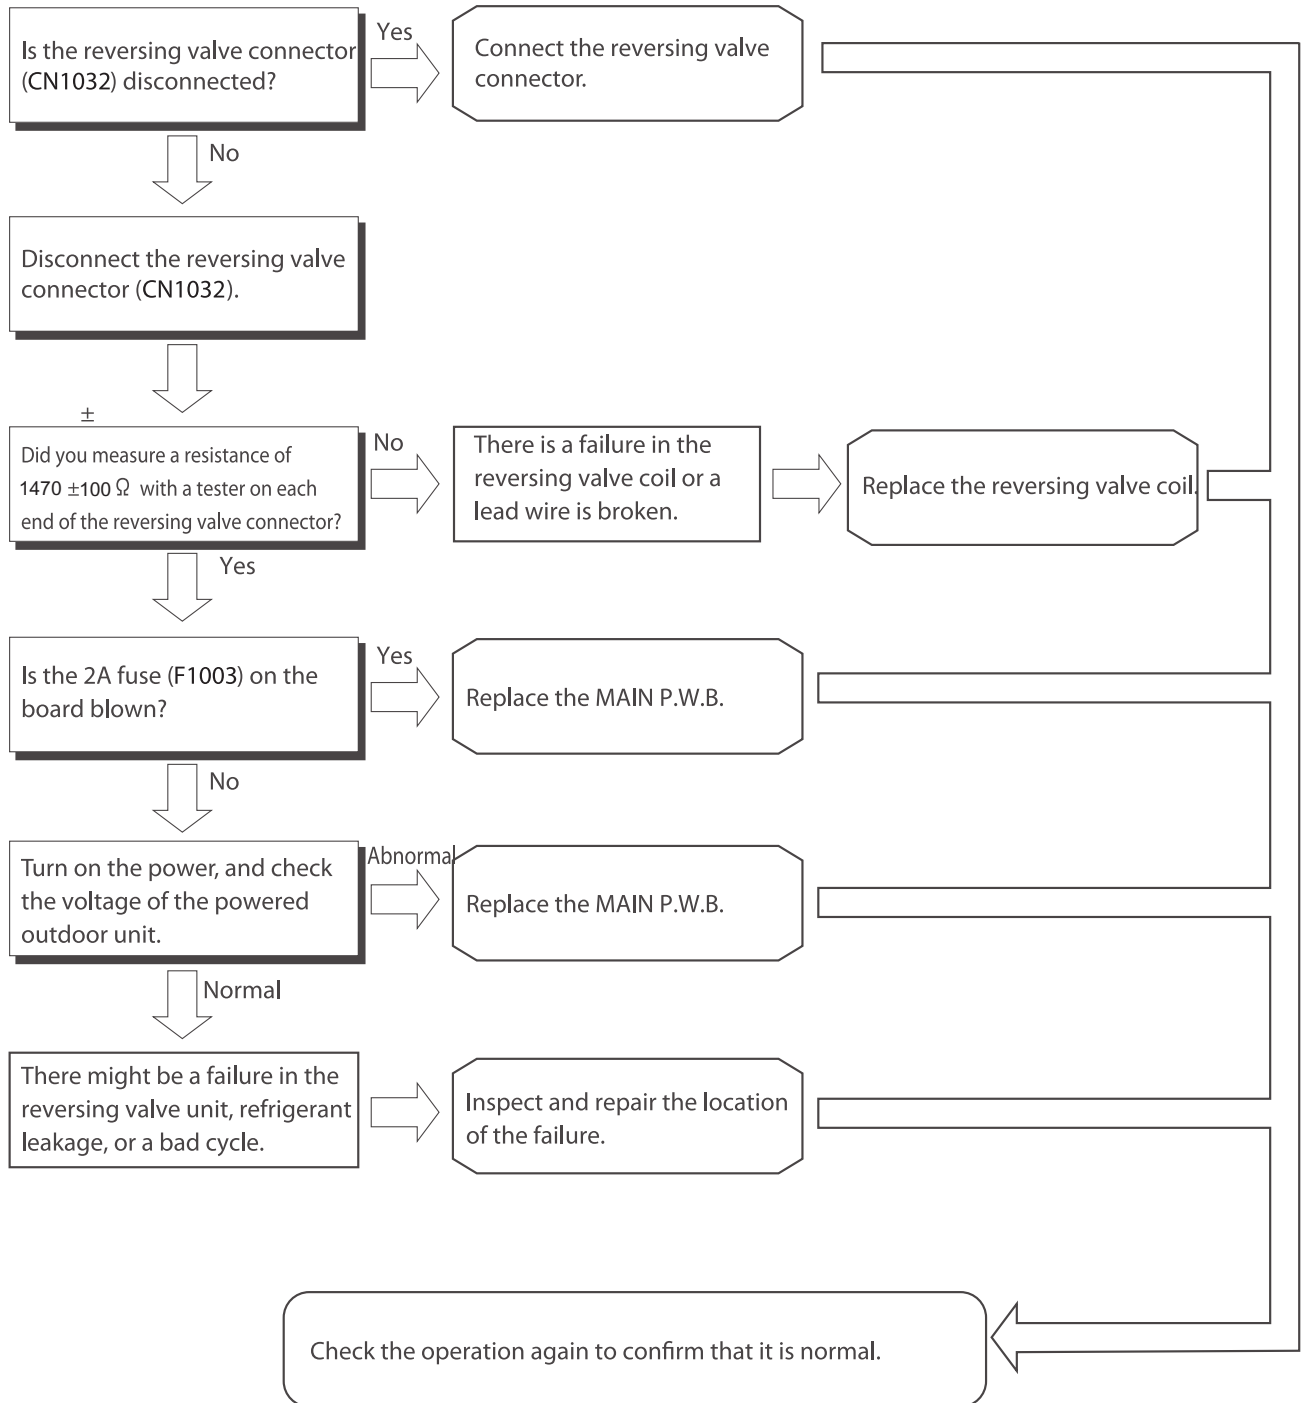 Is the reversing valve connector
(CN1032) disconnected?
Yes
Connect the reversing valve
connector.
No
Disconnect the reversing valve
connector (CN1032).
±
Did you measure a resistance of
1470 ±100 Ω with a tester on each
end of the reversing valve connector?
No
There is a failure in the
reversing valve coil or a
lead wire is broken.
Replace the reversing valve coil.
Yes
Is the 2A fuse (F1003) on the
board blown?
Yes
Replace the MAIN P.W.B.
No
Turn on the power, and check
the voltage of the powered
outdoor unit.
Abnormal
Replace the MAIN P.W.B.
Normal
There might be a failure in the
reversing valve unit, refrigerant
leakage, or a bad cycle.
Inspect and repair the location
of the failure.
Check the operation again to confirm that it is normal.